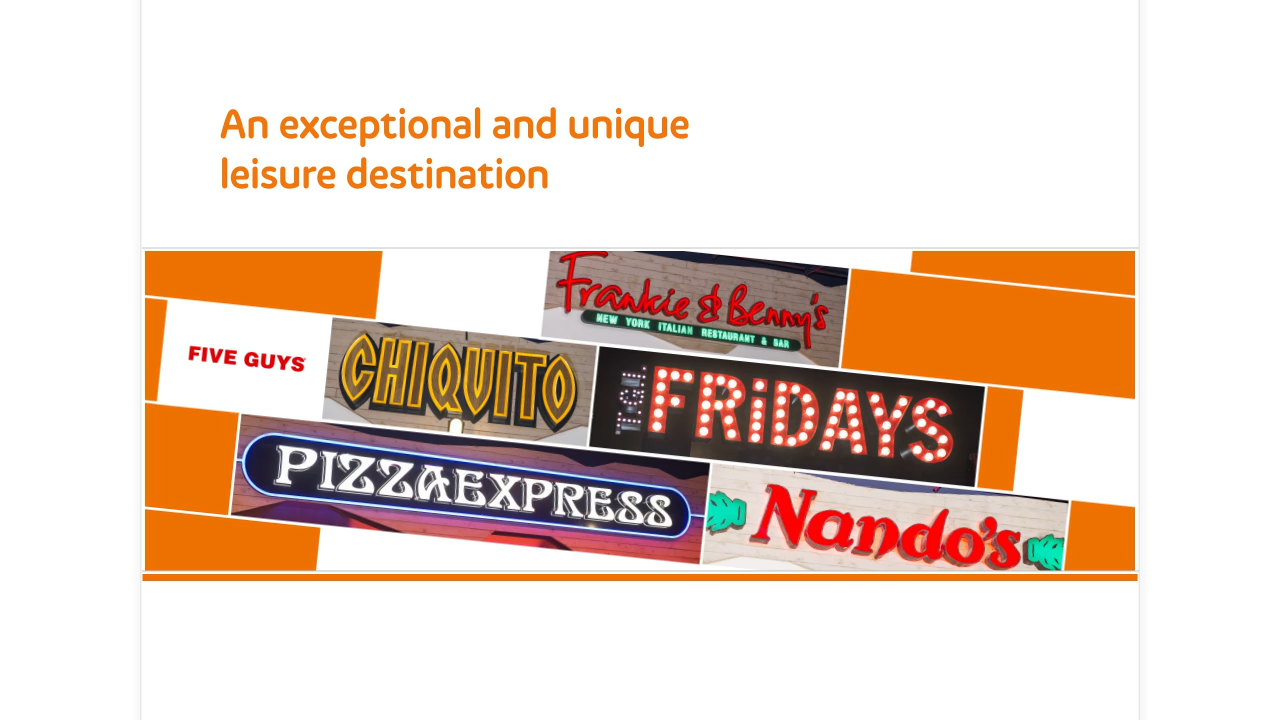 An exceptional and unique
leisure destination
Frankie & Benny's
NEW YORK ITALIAN RESTAURANT & BAR
FIVE GUYS
CHIQUITO
FRiDAYS
PIZZAEXPRESS
Nando's